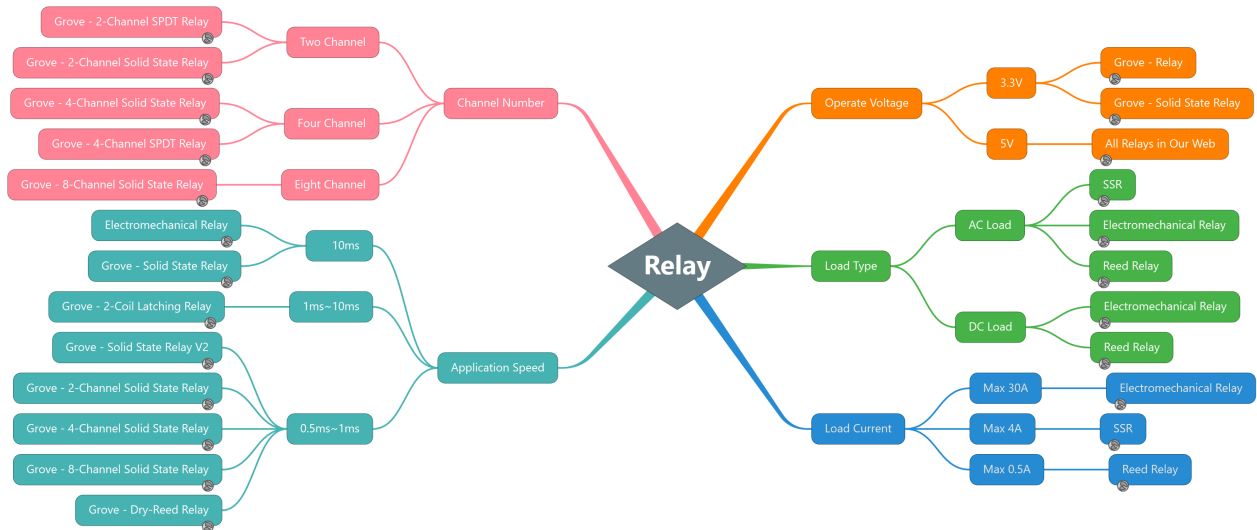 Relay
Channel Number
Two Channel
Grove - 2-Channel SPDT Relay
Grove - 2-Channel Solid State Relay
Four Channel
Grove - 4-Channel Solid State Relay
Grove - 4-Channel SPDT Relay
Eight Channel
Grove - 8-Channel Solid State Relay
Application Speed
10ms
Electromechanical Relay
Grove - Solid State Relay
1ms~10ms
Grove - 2-Coil Latching Relay
0.5ms~1ms
Grove - Solid State Relay V2
Grove - 2-Channel Solid State Relay
Grove - 4-Channel Solid State Relay
Grove - 8-Channel Solid State Relay
Grove - Dry-Reed Relay
Operate Voltage
3.3V
Grove - Relay
Grove - Solid State Relay
5V
All Relays in Our Web
Load Type
AC Load
SSR
Electromechanical Relay
Reed Relay
DC Load
Electromechanical Relay
Reed Relay
Load Current
Max 30A
Electromechanical Relay
Max 4A
SSR
Max 0.5A
Reed Relay